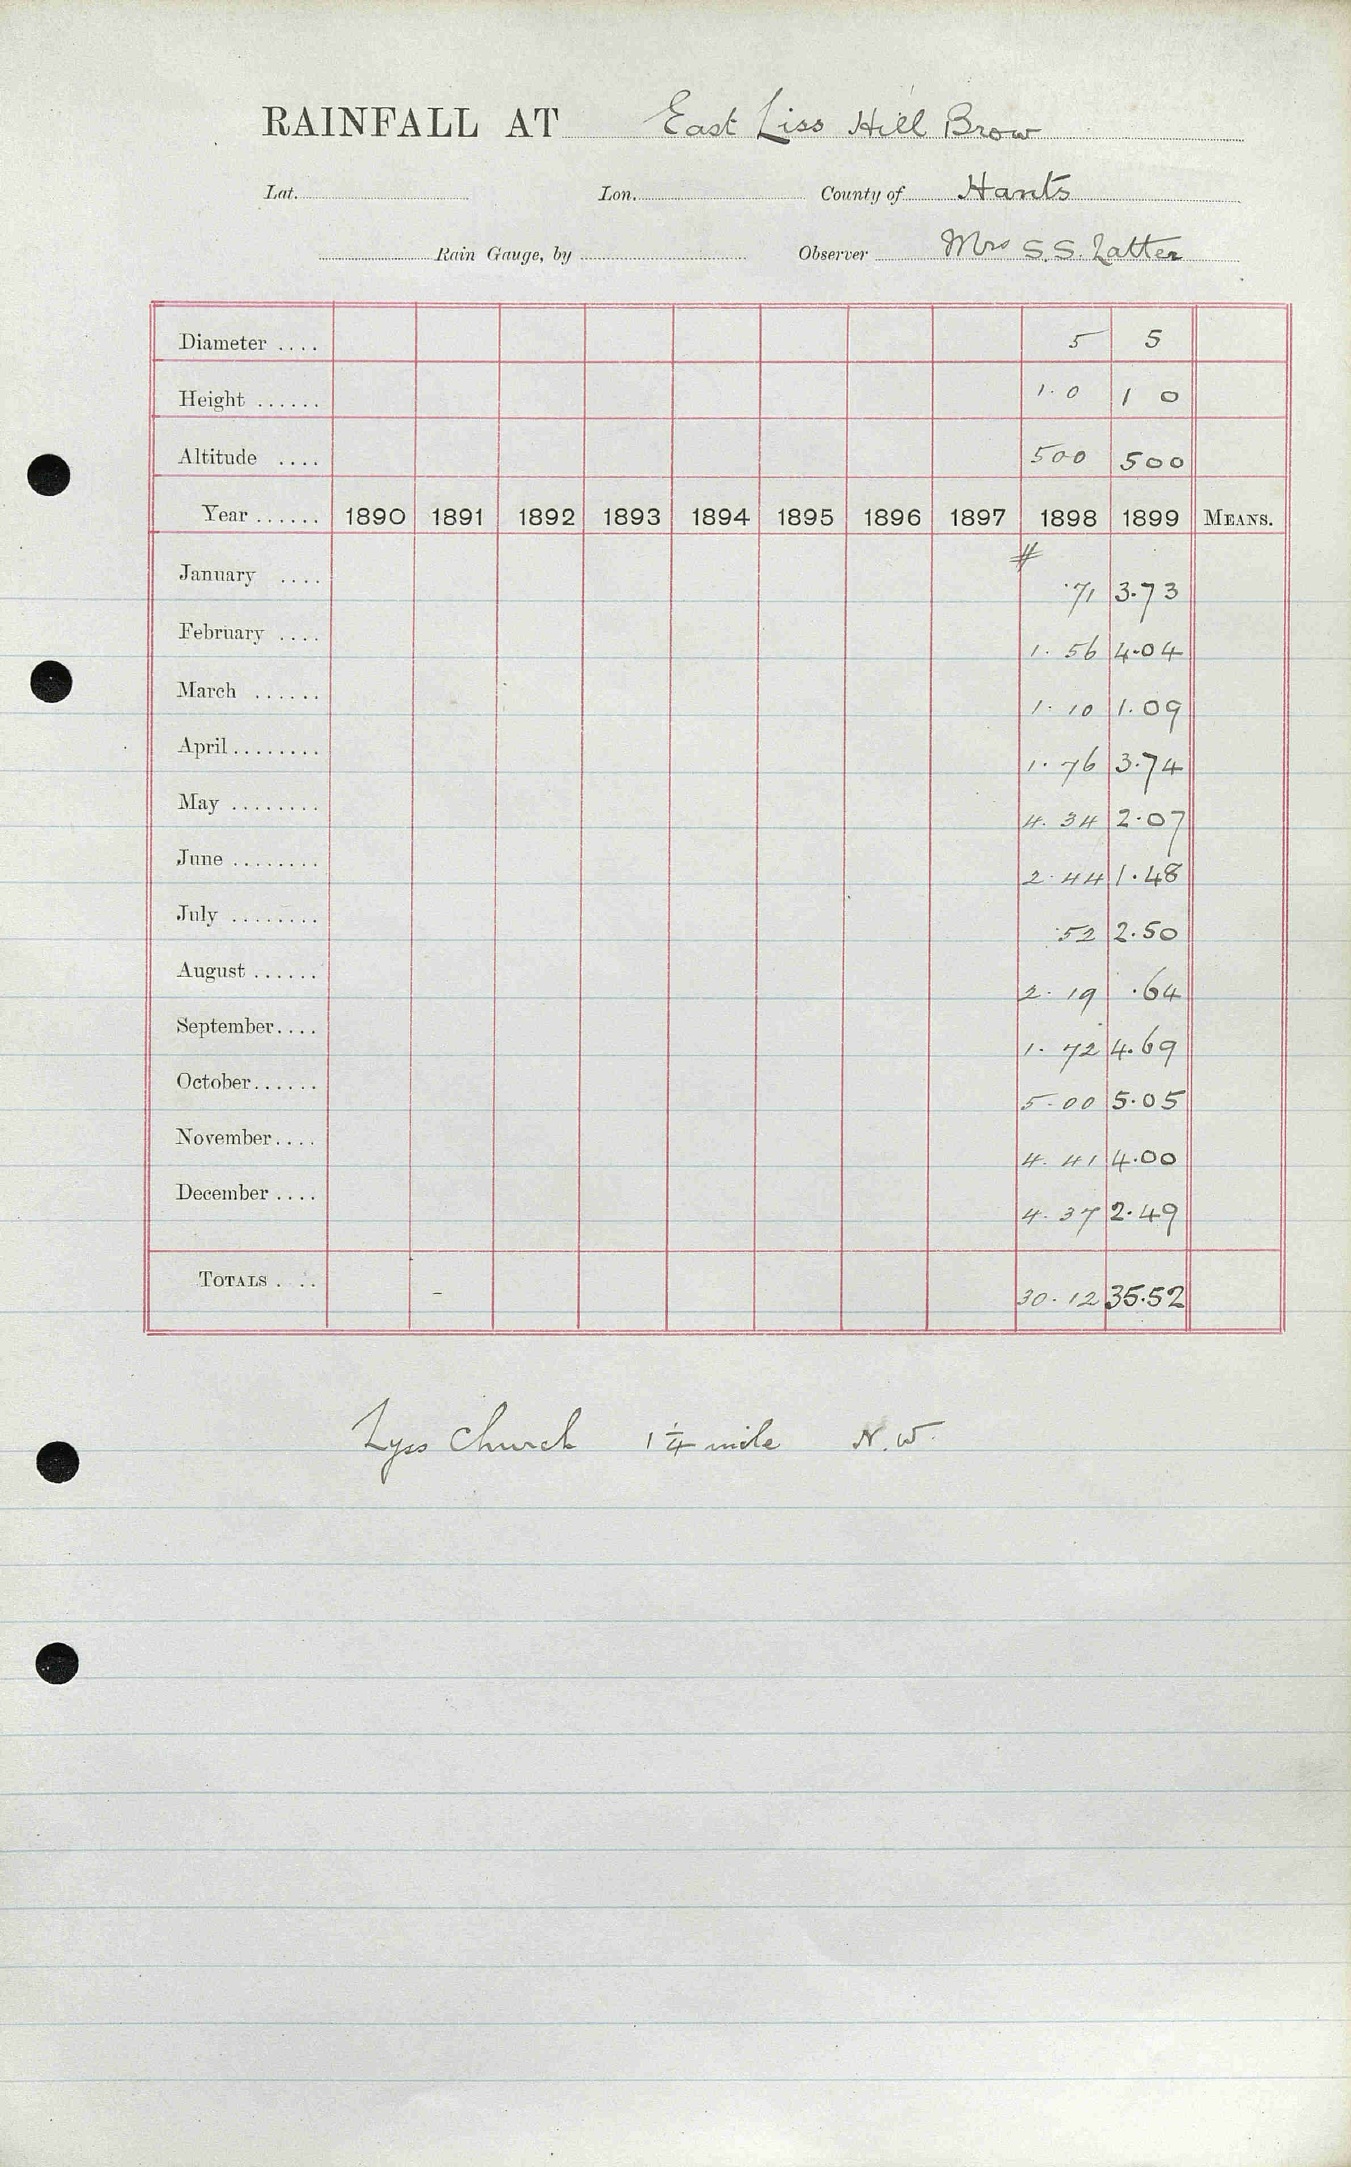 RAINFALL AT East Liss Hill Brow
Lat. Lon. County of Hants
Rain Gauge, by Observer Mrs S. S. Latter
Diameter .... 5 5
Height ...... 1.0 1 0
Altitude .... 500 500
Year ...... 1890 1891 1892 1893 1894 1895 1896 1897 1898 1899 MEANS.
#
January .... .71 3.73
February .... 1.56 4.04
March ...... 1.10 1.09
April ........ 1.76 3.74
May ........ 4.34 2.07
June ........ 2.44 1.48
July ........ .52 2.50
August ...... 2.19 .64
September.... 1.72 4.69
October...... 5.00 5.05
November.... 4.41 4.00
December .... 4.37 2.49
TOTALS . .. 30.12 35.52
Lyss Church 1 1/4 mile N.W.